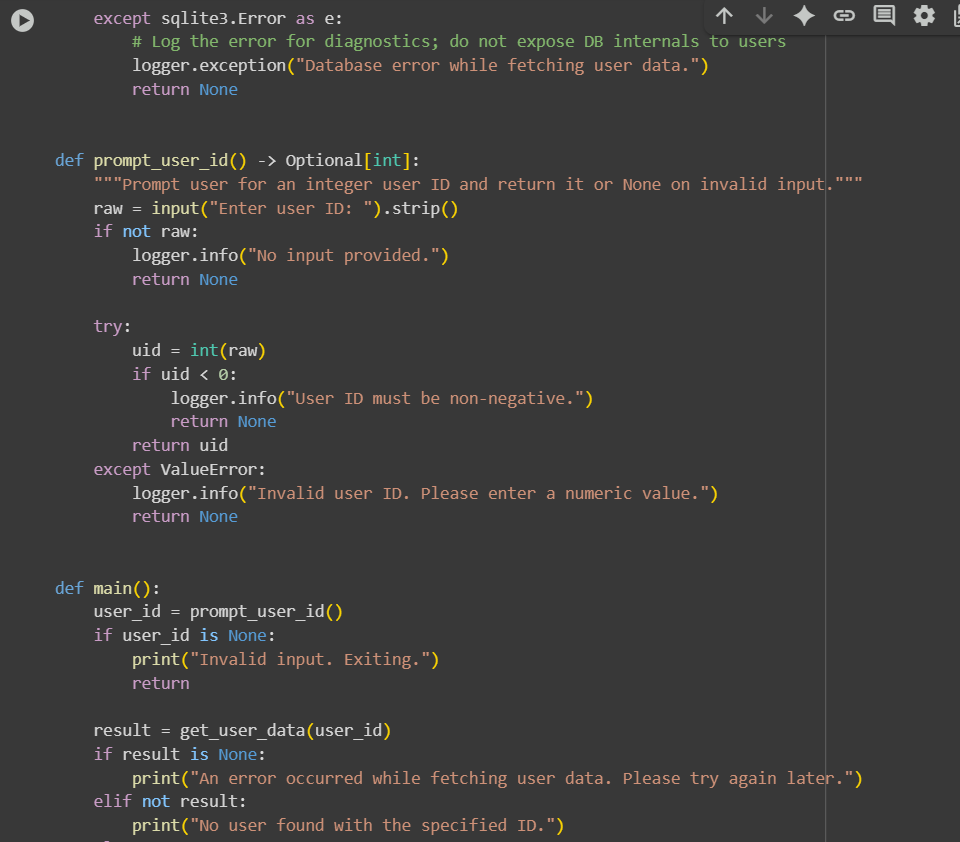 except sqlite3.Error as e:
# Log the error for diagnostics; do not expose DB internals to users
logger.exception("Database error while fetching user data.")
return None
def prompt_user_id() -> Optional[int]:
"""Prompt user for an integer user ID and return it or None on invalid input."""
raw = input("Enter user ID: ").strip()
if not raw:
logger.info("No input provided.")
return None
try:
uid = int(raw)
if uid < 0:
logger.info("User ID must be non-negative.")
return None
return uid
except ValueError:
logger.info("Invalid user ID. Please enter a numeric value.")
return None
def main():
user_id = prompt_user_id()
if user_id is None:
print("Invalid input. Exiting.")
return
result = get_user_data(user_id)
if result is None:
print("An error occurred while fetching user data. Please try again later.")
elif not result:
print("No user found with the specified ID.")